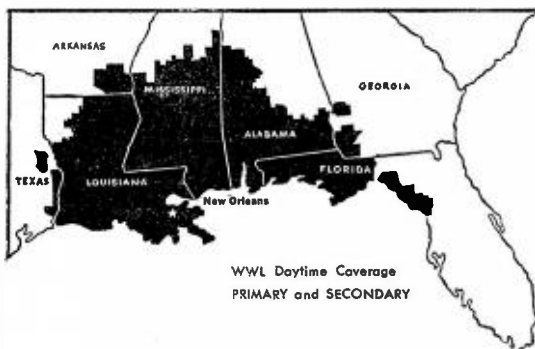 ARKANSAS
MISSISSIPPI
GEORGIA
ALABAMA
TEXAS
LOUISIANA
FLORIDA
New Orleans
WWL Daytime Coverage
PRIMARY and SECONDARY